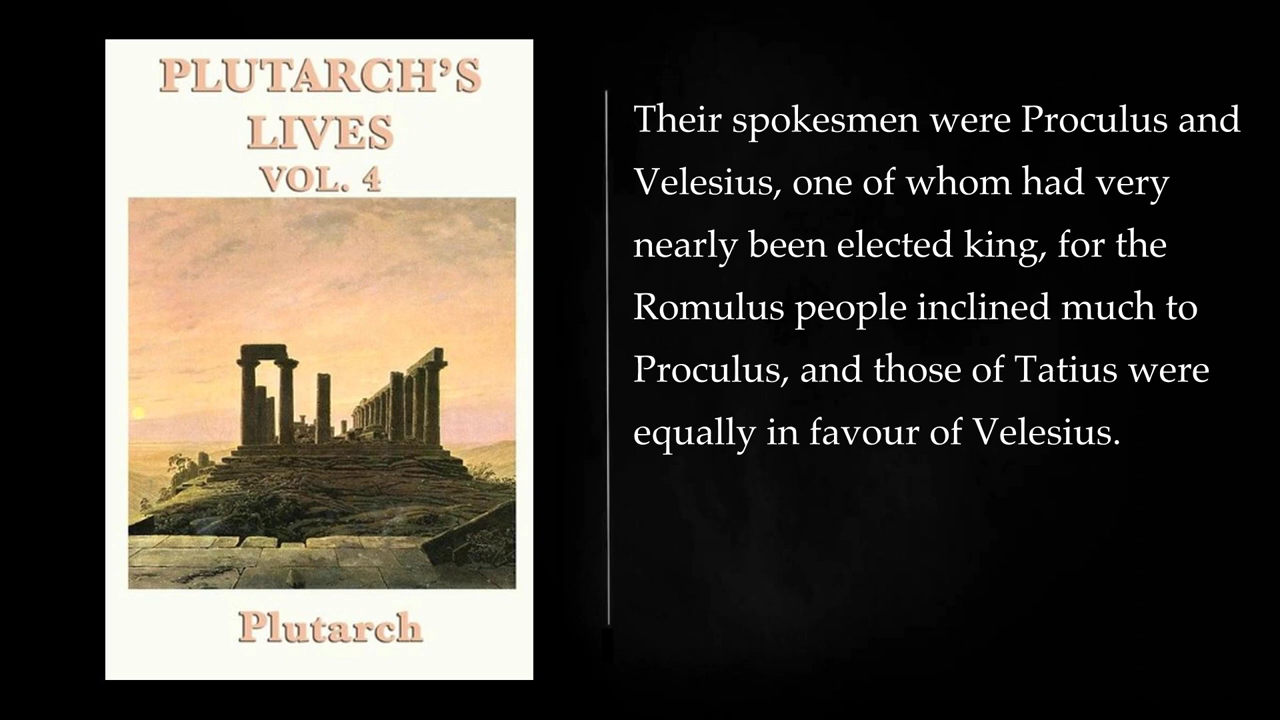 PLUTARCH'S
LIVES
VOL. 4
Plutarch
Their spokesmen were Proculus and
Velesius, one of whom had very
nearly been elected king, for the
Romulus people inclined much to
Proculus, and those of Tatius were
equally in favour of Velesius.